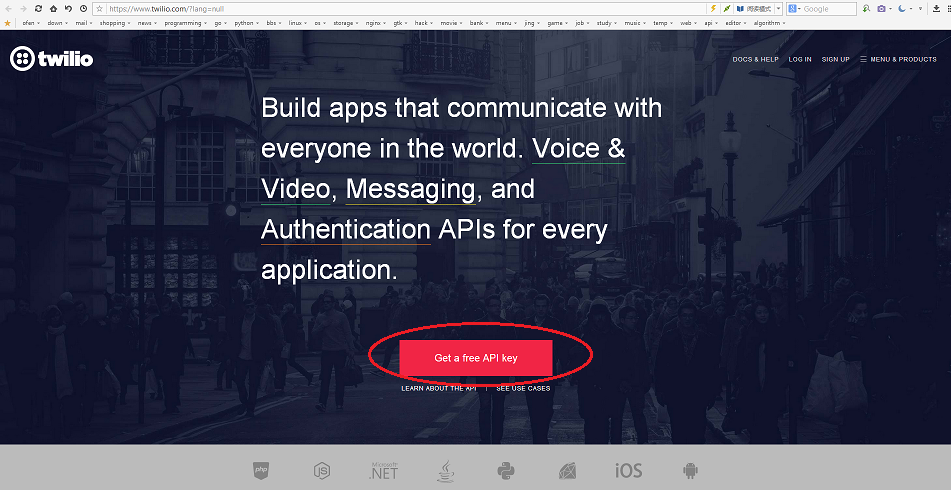 https://www.twilio.com/?lang=null
阅读模式
Google
ofen down mail shopping news programming go python bbs linux os storage nginx gtk hack movie bank menu jing game job study music temp web api editor algorithm
twilio
DOCS & HELP LOG IN SIGN UP MENU & PRODUCTS
Build apps that communicate with
everyone in the world. Voice &
Video, Messaging, and
Authentication APIs for every
application.
Get a free API key
LEARN ABOUT THE API | SEE USE CASES
php
JS
Microsoft
.NET
iOS